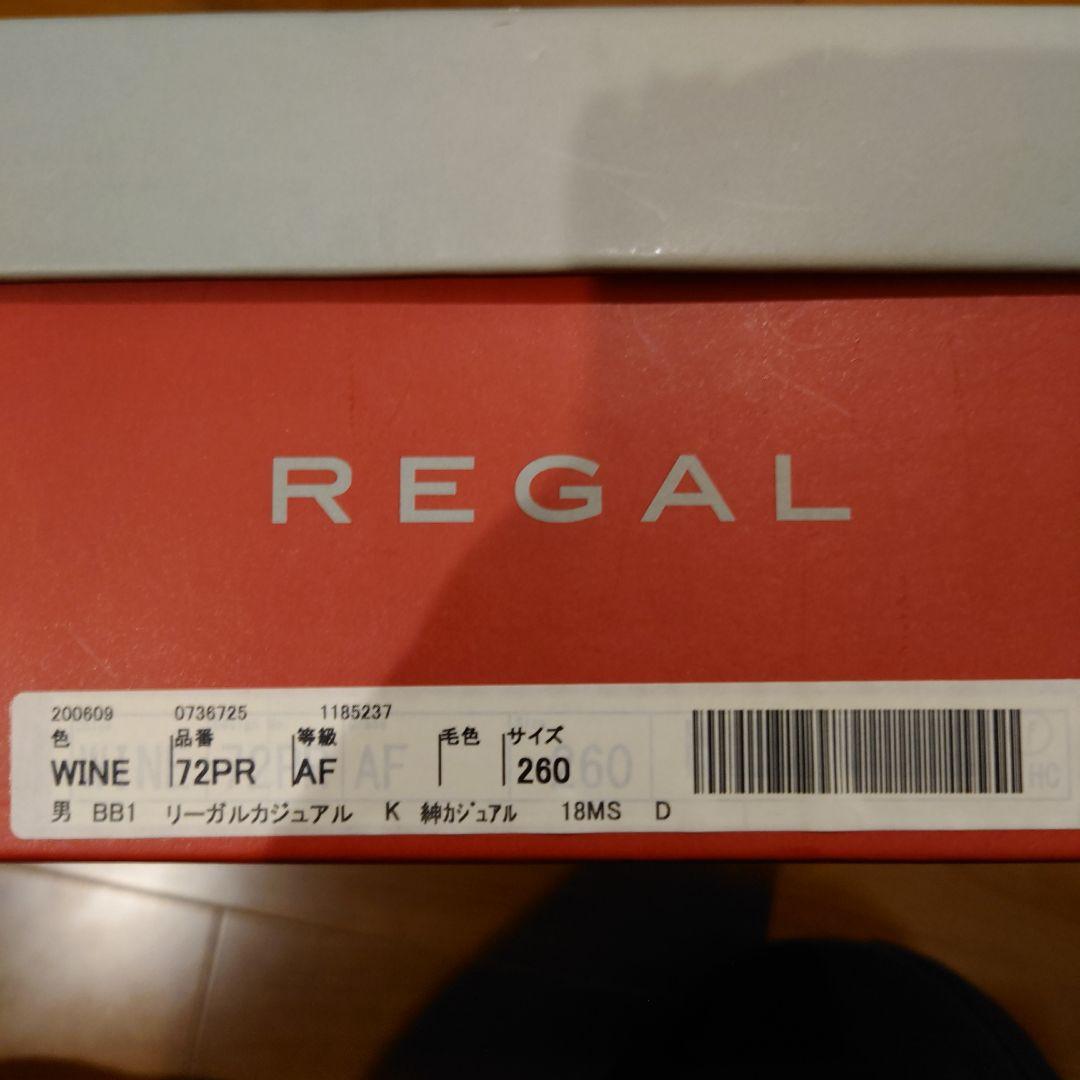 REGAL
200609 0736725 1185237
色 品番 等級 毛色 サイズ
WINE 72PR AF 260
男 BB1 リーガルカジュアル K 紳カジュアル 18MS D